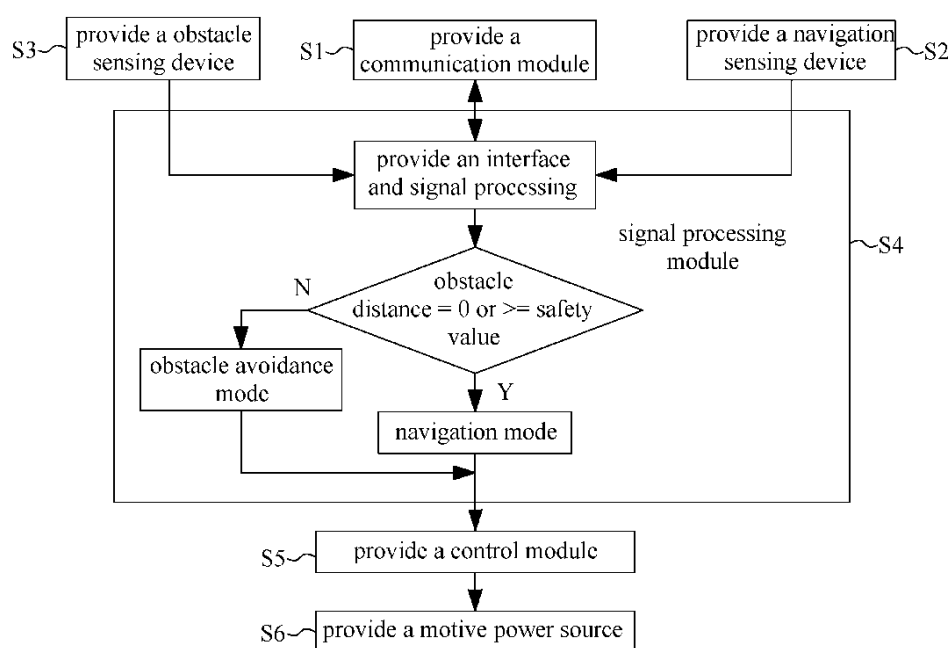 S3
provide a obstacle
sensing device
S1
provide a
communication module
provide a navigation
sensing device
S2
provide an interface
and signal processing
signal processing
module
S4
N
obstacle
distance = 0 or >= safety
value
obstacle avoidance
mode
Y
navigation mode
S5
provide a control module
S6
provide a motive power source